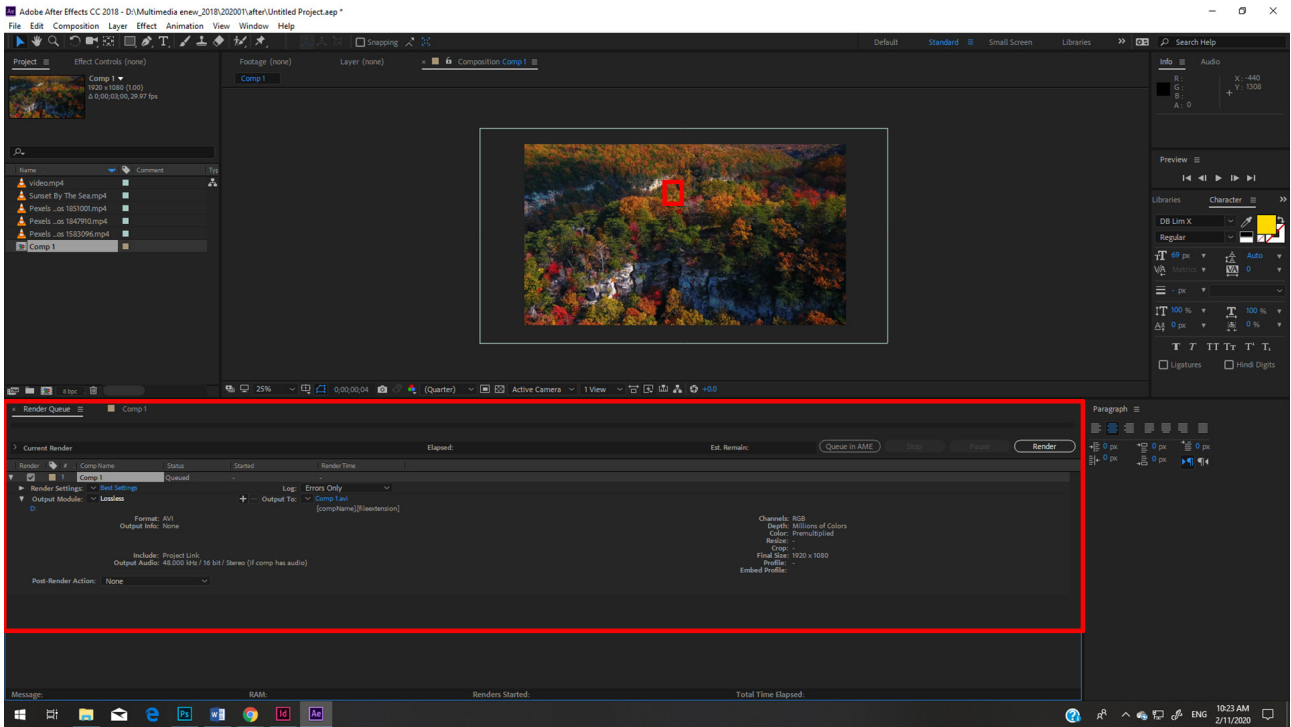 Ae Adobe After Effects CC 2018 - D:\Multimedia enew_2018\202001\after\Untitled Project.aep *
File Edit Composition Layer Effect Animation View Window Help
Snapping
Default Standard Small Screen Libraries Search Help
Project Effect Controls (none)
Footage (none) Layer (none) Composition Comp 1
Info Audio
Comp 1
1920 x 1080 (1.00)
Δ 0;00;03;00, 29.97 fps
Comp 1
R :
G :
B :
A : 0
X : -440
Y : 1308
Name Comment Typ
video.mp4
Sunset By The Sea.mp4
Pexels ...os 1851001.mp4
Pexels ...os 1847910.mp4
Pexels ...os 1583096.mp4
Comp 1
Preview
Libraries Character
DB Lim X
Regular
69 px Auto
Metrics 0
- px
100 % 100 %
0 px 0 %
T T TT Tт T' T,
Ligatures Hindi Digits
8 bpc
25% 0;00;00;04 (Quarter) Active Camera 1 View +0.0
Render Queue Comp 1
Paragraph
0 px 0 px 0 px
0 px 0 px
Current Render Elapsed: Est. Remain: Queue in AME Stop Pause Render
Render # Comp Name Status Started Render Time
1 Comp 1 Queued - -
Render Settings: Best Settings Log: Errors Only
Output Module: Lossless Output To: Comp 1.avi
D: [compName].[fileextension]
Format: AVI
Output Info: None
Include: Project Link
Output Audio: 48.000 kHz / 16 bit / Stereo (if comp has audio)
Channels: RGB
Depth: Millions of Colors
Color: Premultiplied
Resize: -
Crop: -
Final Size: 1920 x 1080
Profile: -
Embed Profile:
Post-Render Action: None
Message: RAM: Renders Started: Total Time Elapsed:
Ps Id Ae
ENG
10:23 AM
2/11/2020